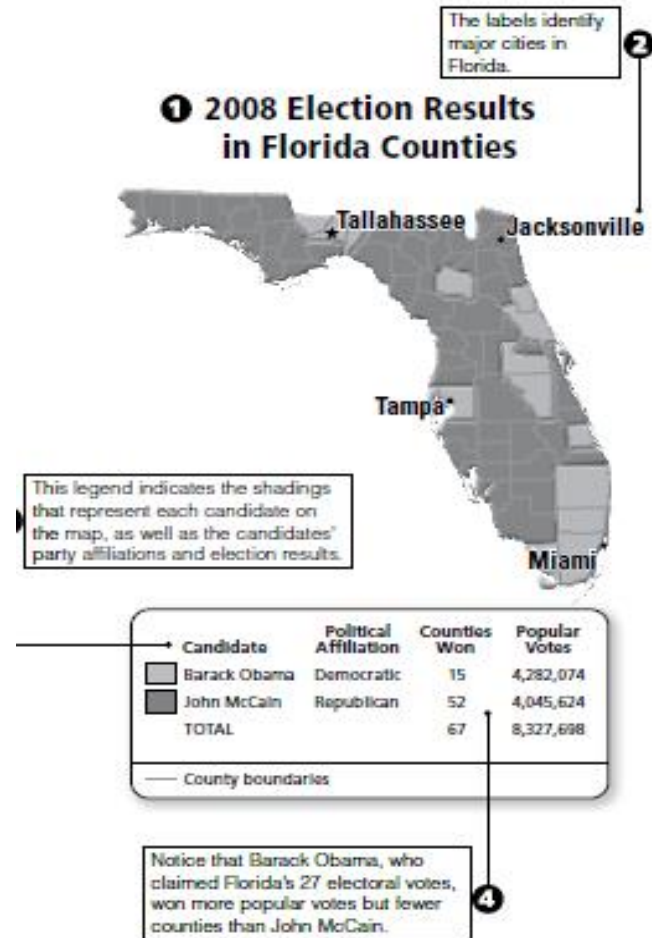 The labels identify
major cities in
Florida.
2
1 2008 Election Results
in Florida Counties
Tallahassee
Jacksonville
Tampa
Miami
This legend indicates the shadings
that represent each candidate on
the map, as well as the candidates'
party affiliations and election results.
Candidate Political Affiliation Counties Won Popular Votes
Barack Obama Democratic 15 4,282,074
John McCain Republican 52 4,045,624
TOTAL 67 8,327,698
County boundaries
Notice that Barack Obama, who
claimed Florida's 27 electoral votes,
won more popular votes but fewer
counties than John McCain.
4